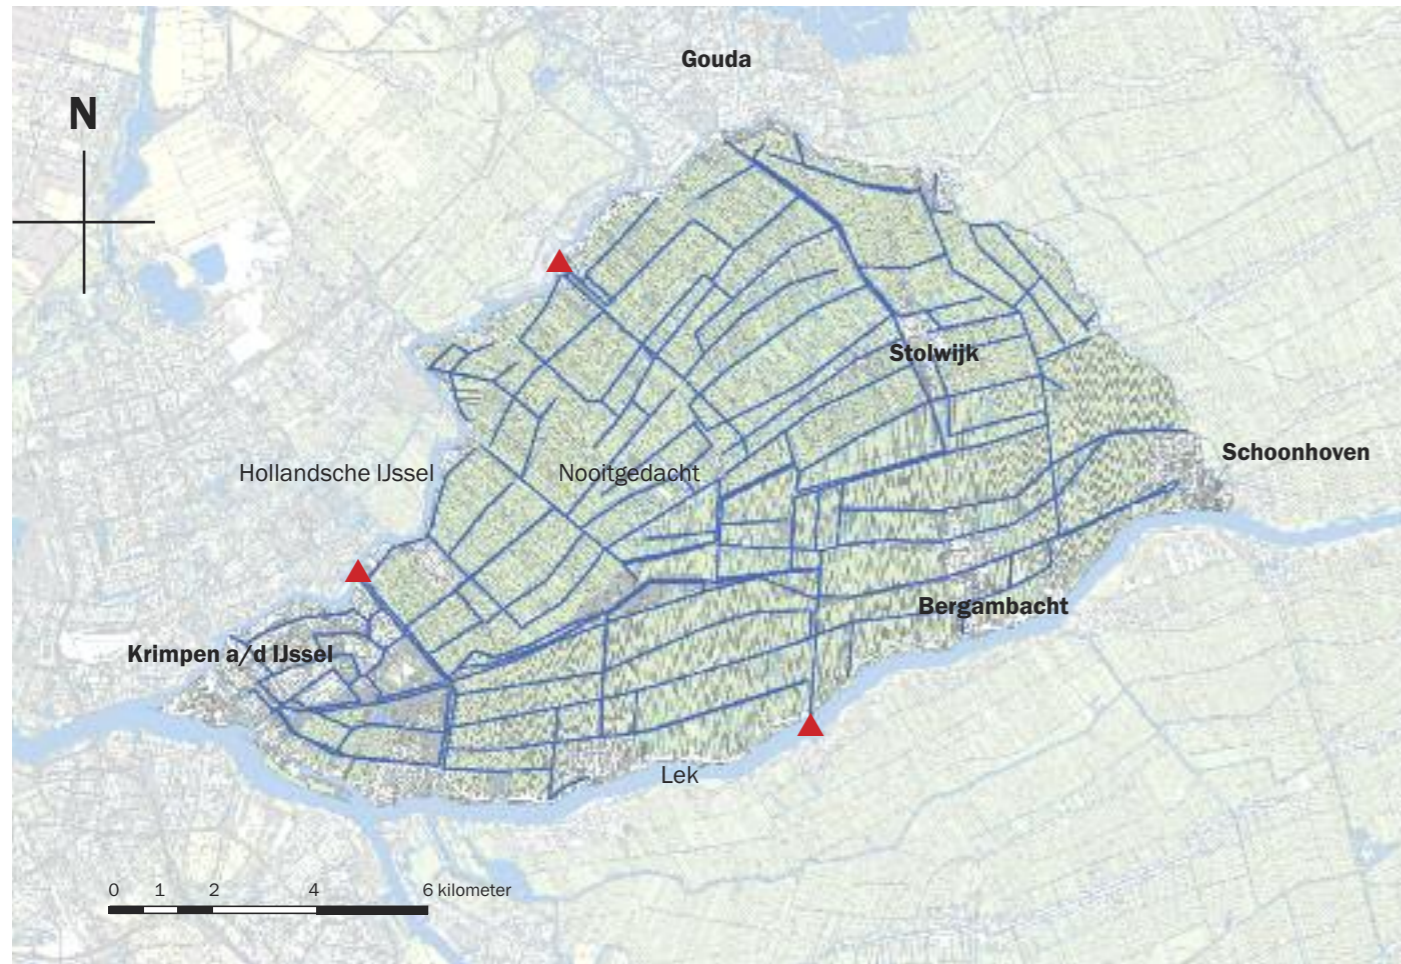 Gouda
N
Stolwijk
Schoonhoven
Hollandsche IJssel
Nooitgedacht
Bergambacht
Krimpen a/d IJssel
Lek
0 1 2 4 6 kilometer